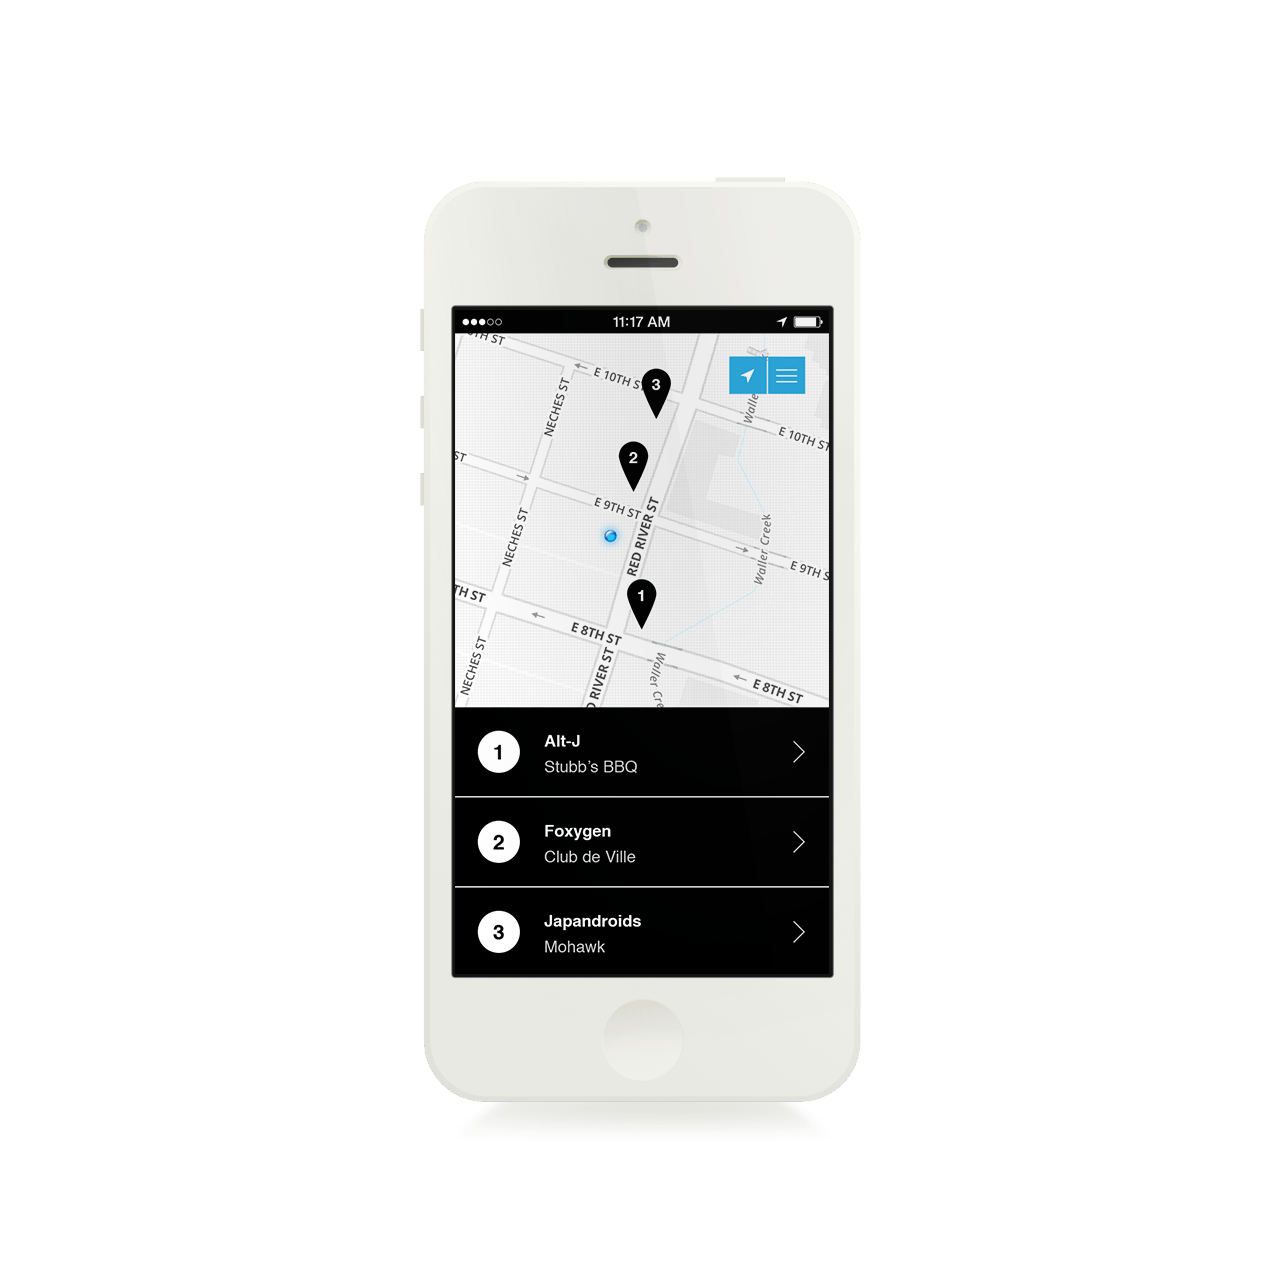 11:17 AM
TH ST
E 10TH S
3
NECHES ST
Walle
E 10TH ST
2
ST
E 9TH ST
RED RIVER ST
NECHES ST
Waller Creek
E 9TH S
1
TH ST
E 8TH ST
NECHES ST
D RIVER ST
Waller Cre
E 8TH ST
1
Alt-J
Stubb’s BBQ
2
Foxygen
Club de Ville
3
Japandroids
Mohawk